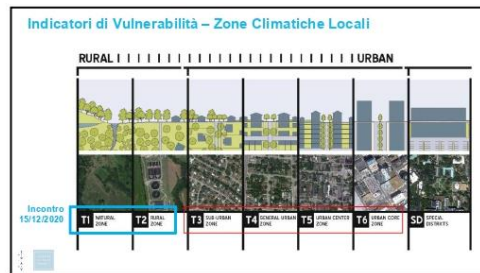 Indicatori di Vulnerabilità – Zone Climatiche Locali
RURAL URBAN
Incontro
15/12/2020
T1 NATURAL ZONE
T2 RURAL ZONE
T3 SUB-URBAN ZONE
T4 GENERAL URBAN ZONE
T5 URBAN CENTER ZONE
T6 URBAN CORE ZONE
SD SPECIAL DISTRICTS